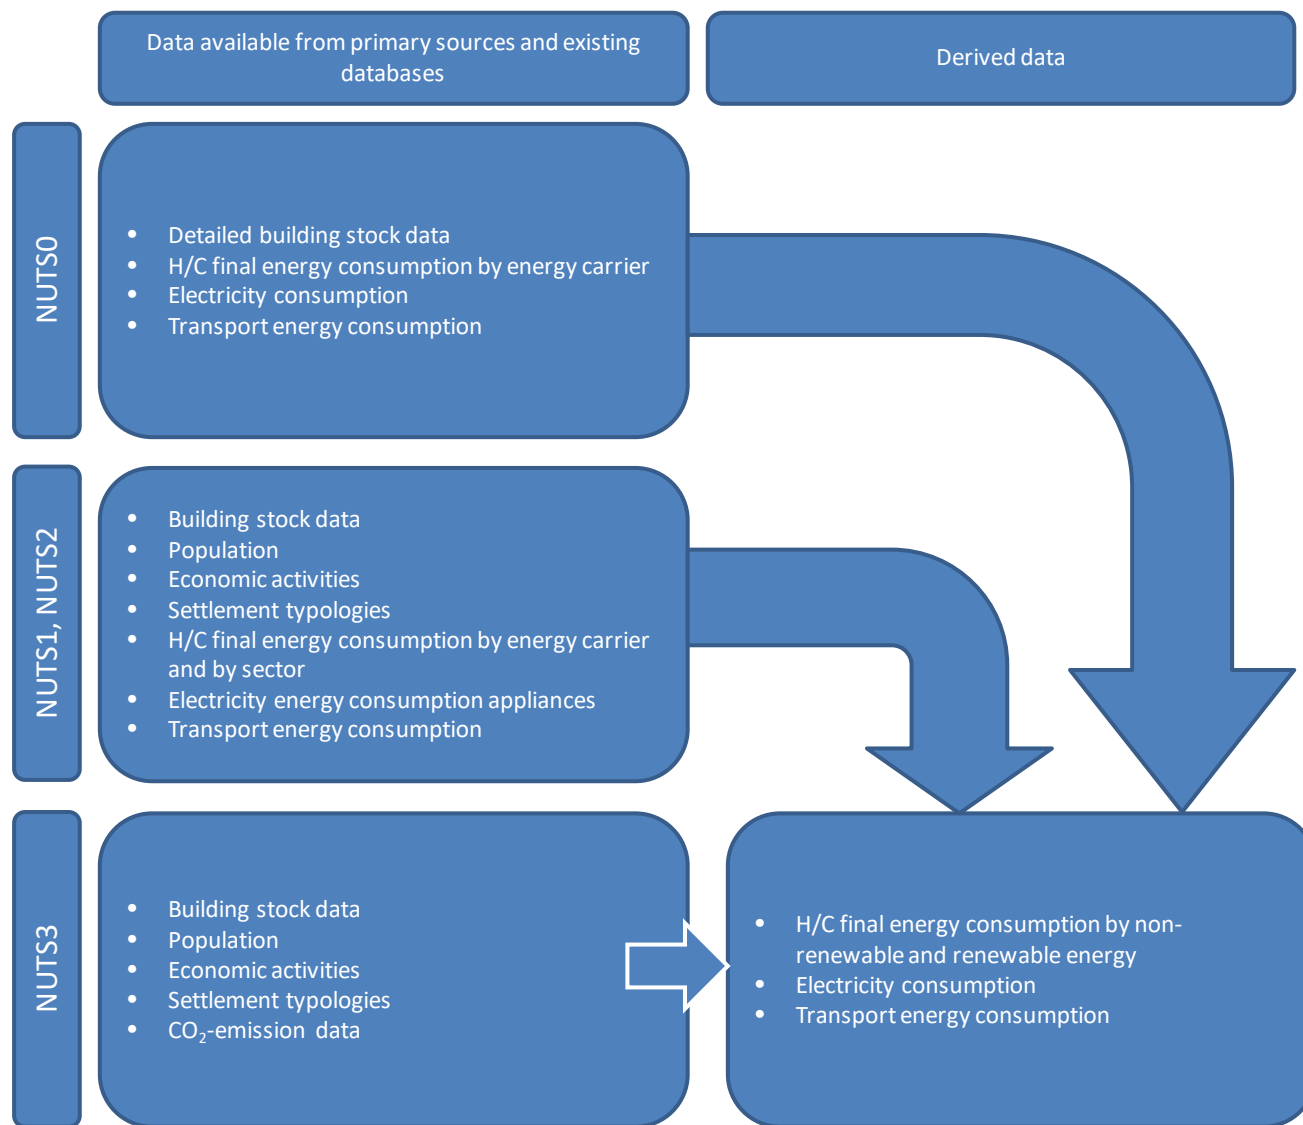 Data available from primary sources and existing
databases
Derived data
NUTS0
• Detailed building stock data
• H/C final energy consumption by energy carrier
• Electricity consumption
• Transport energy consumption
NUTS1, NUTS2
• Building stock data
• Population
• Economic activities
• Settlement typologies
• H/C final energy consumption by energy carrier
and by sector
• Electricity energy consumption appliances
• Transport energy consumption
NUTS3
• Building stock data
• Population
• Economic activities
• Settlement typologies
• CO₂-emission data
• H/C final energy consumption by non-
renewable and renewable energy
• Electricity consumption
• Transport energy consumption